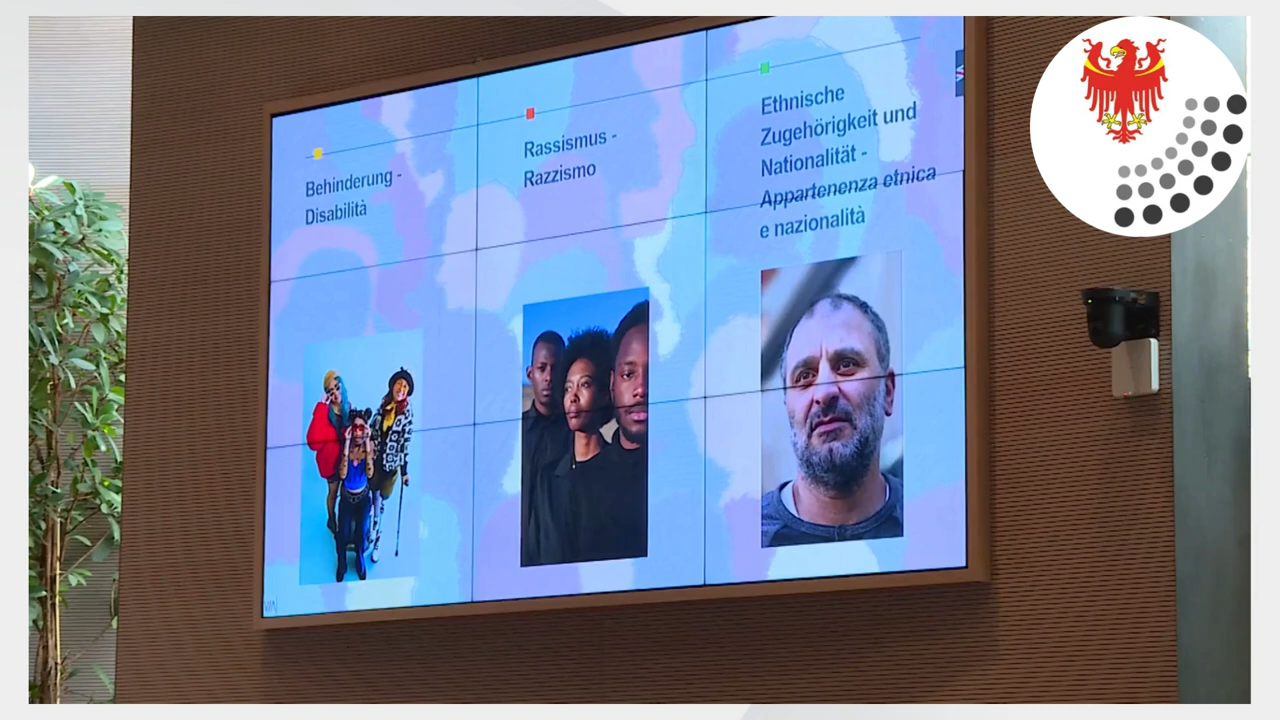 Behinderung -
Disabilità
Rassismus -
Razzismo
Ethnische
Zugehörigkeit und
Nationalität -
Appartenenza etnica
e nazionalità